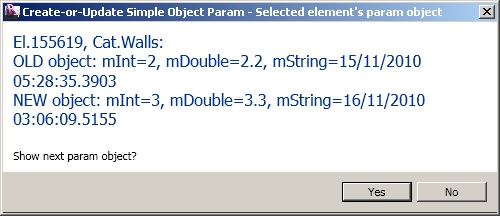 Create-or-Update Simple Object Param - Selected element's param object
El.155619, Cat.Walls:
OLD object: mInt=2, mDouble=2.2, mString=15/11/2010
05:28:35.3903
NEW object: mInt=3, mDouble=3.3, mString=16/11/2010
03:06:09.5155
Show next param object?
Yes No